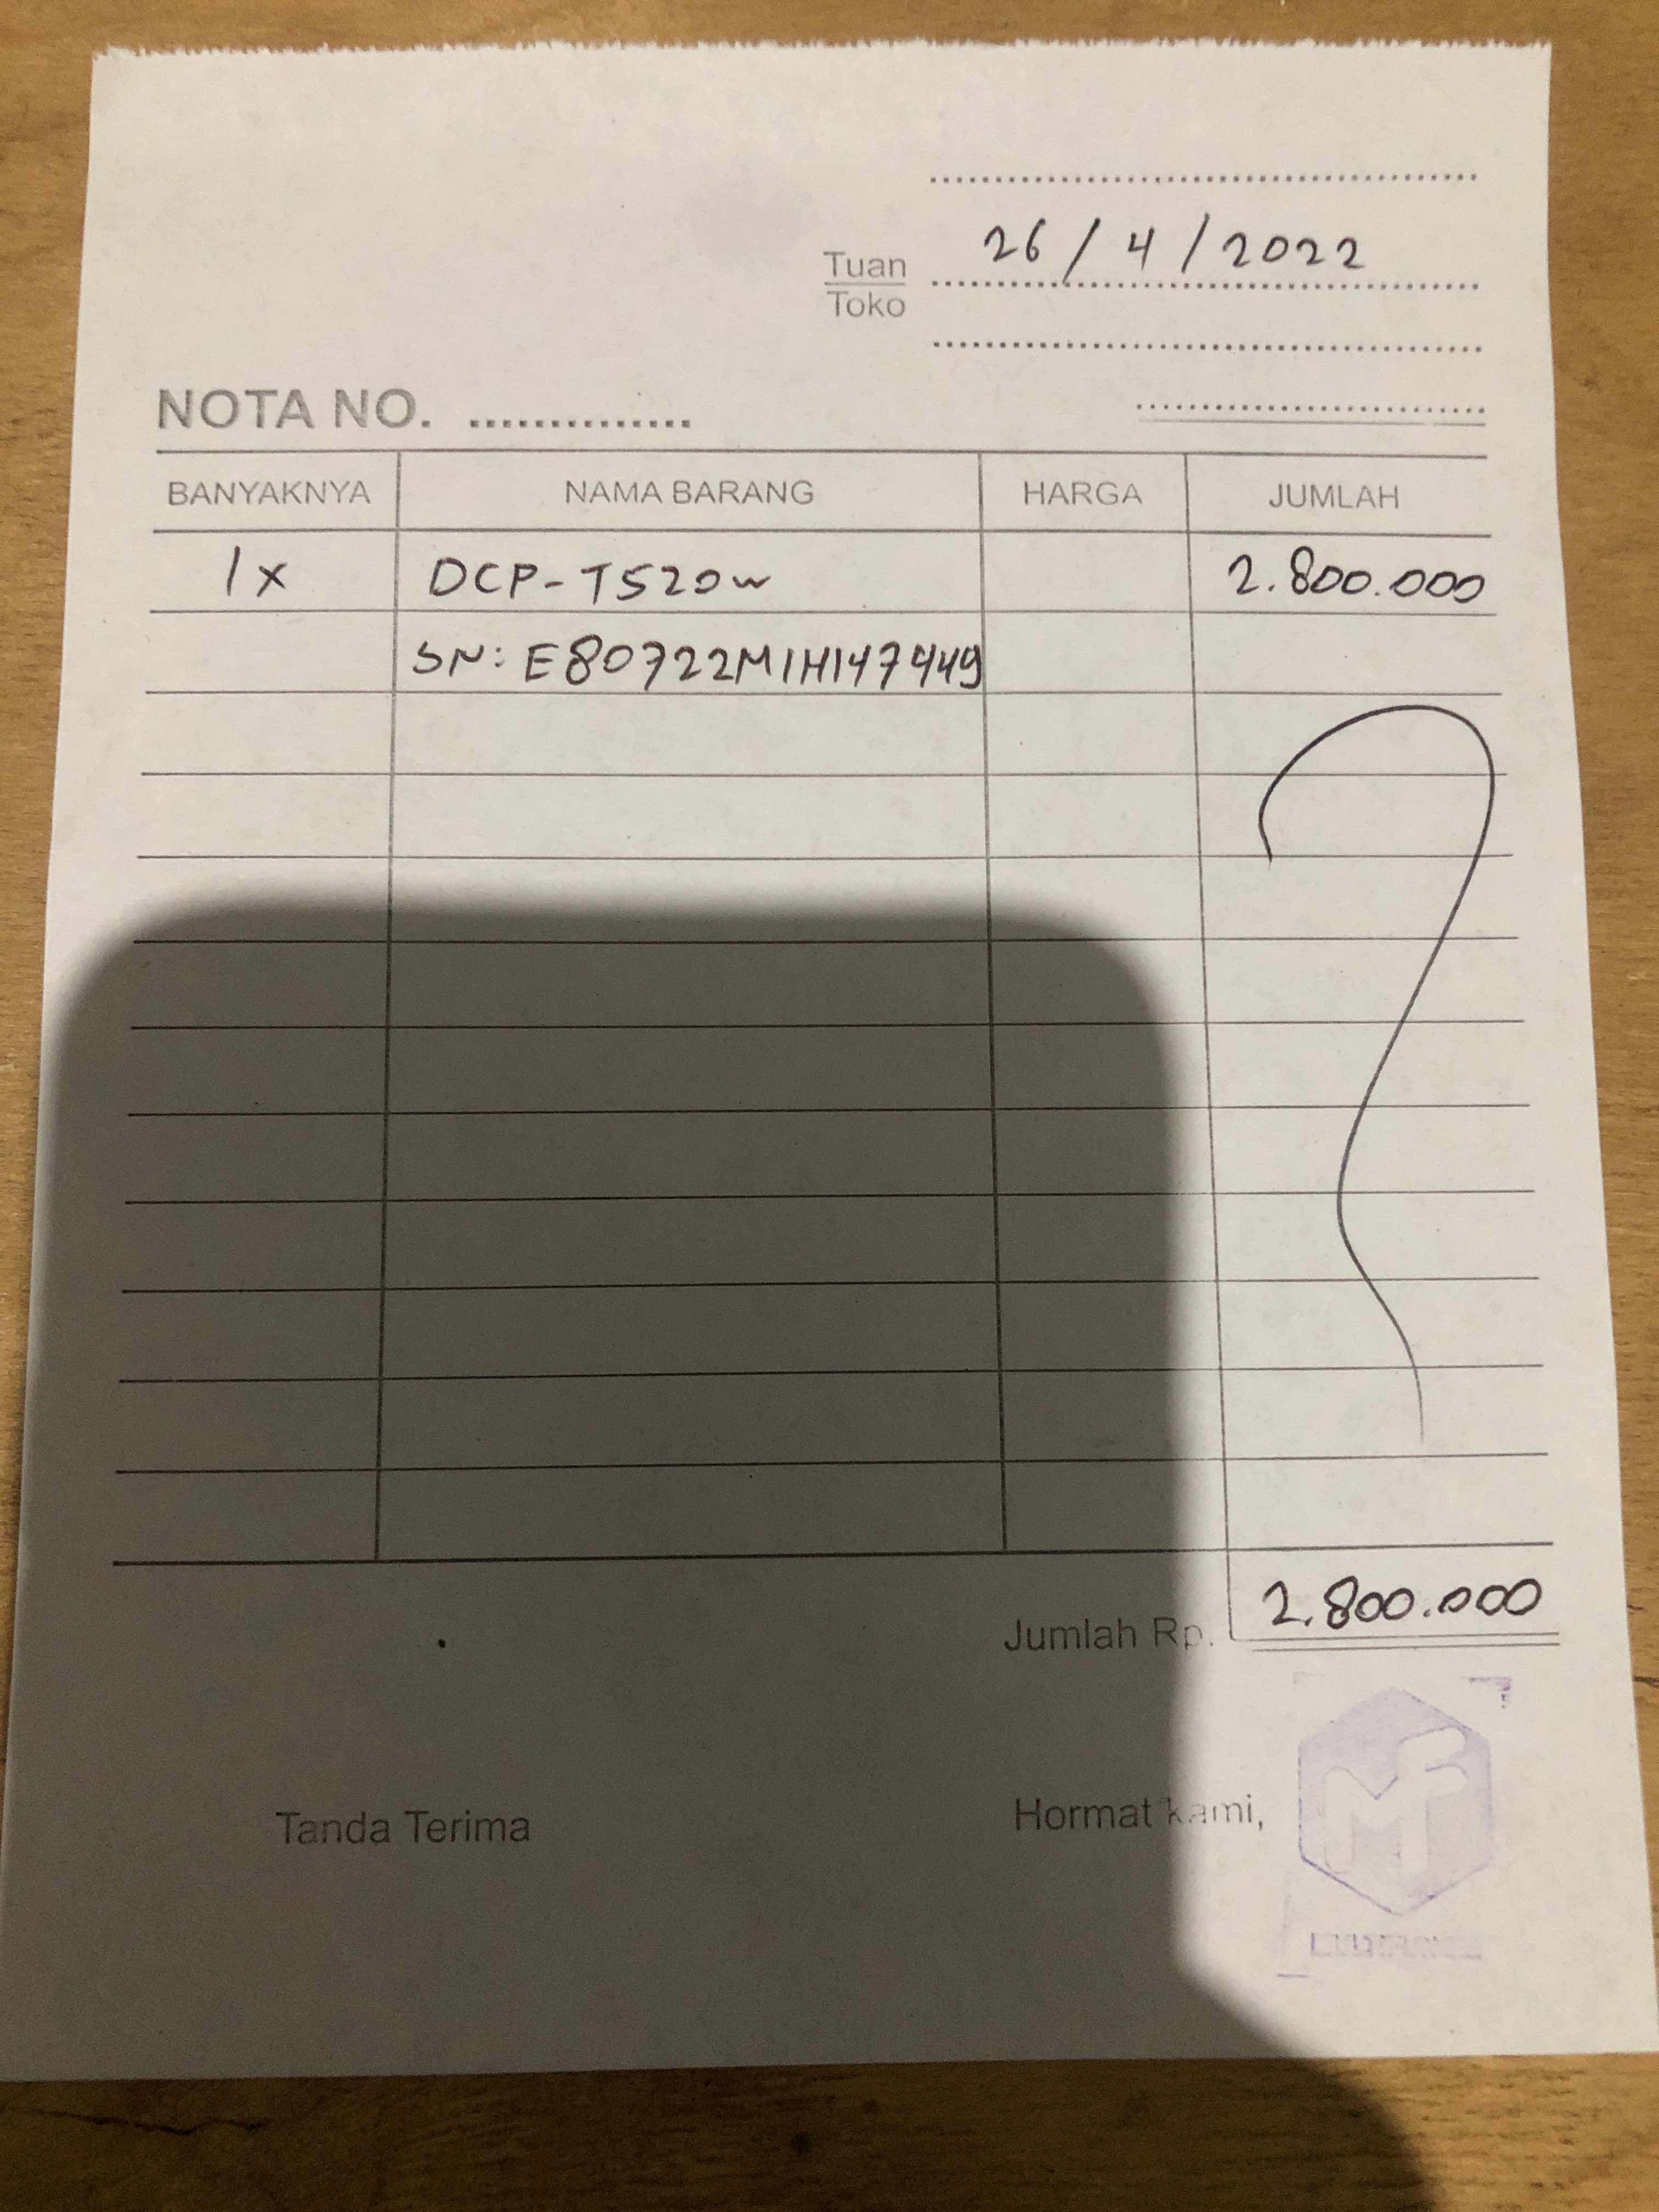 26/4/2022
Tuan
Toko
NOTA NO. ..............
BANYAKNYA NAMA BARANG HARGA JUMLAH
1x DCP-T520w 2.800.000
SN: E80722M1H147449
Jumlah Rp. 2.800.000
Tanda Terima Hormat kami,
MF